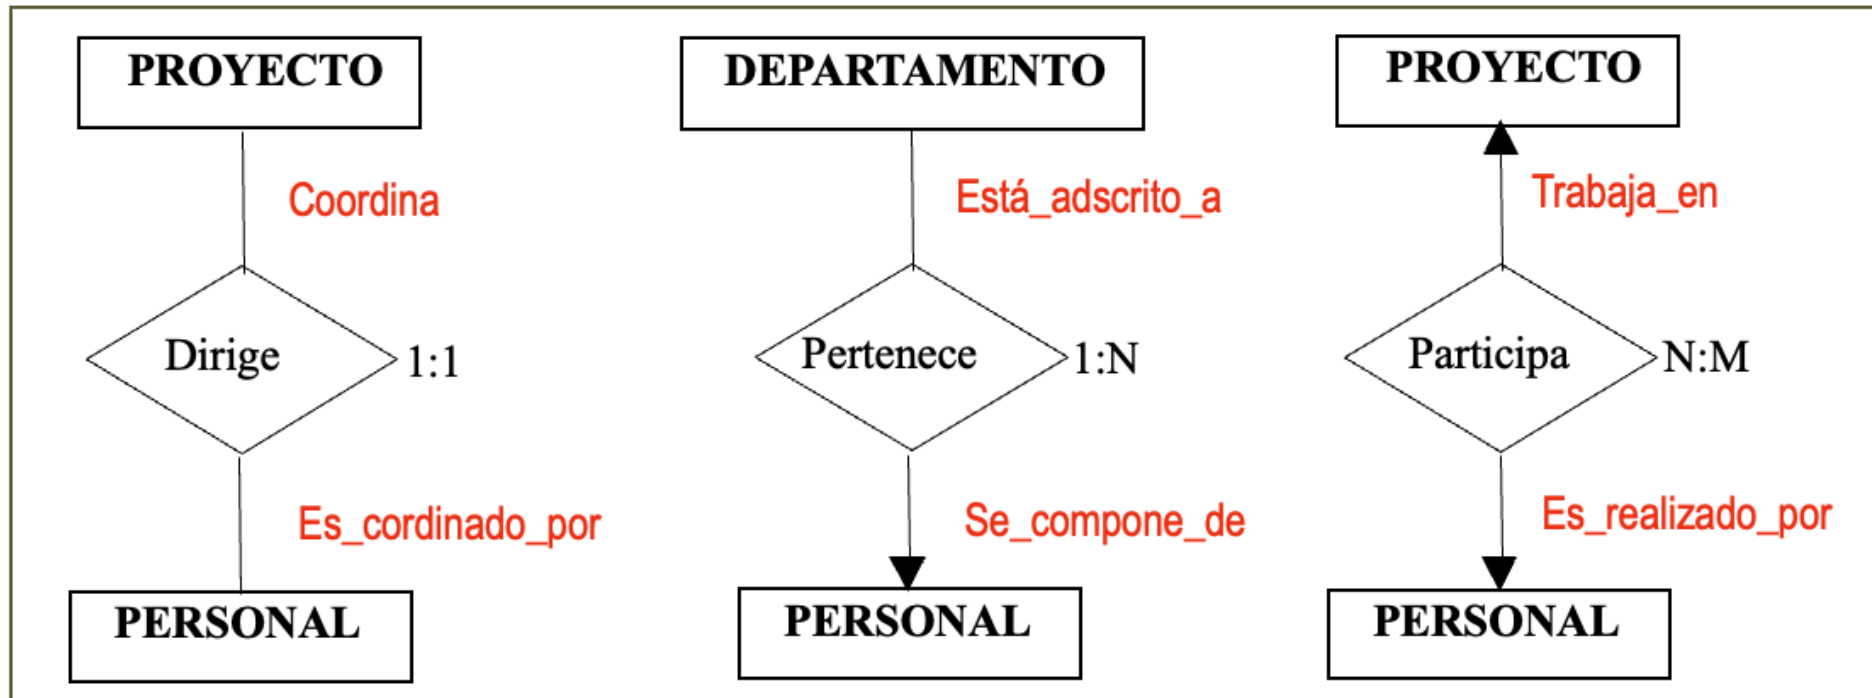 PROYECTO
Coordina
Dirige 1:1
Es_cordinado_por
PERSONAL
DEPARTAMENTO
Está_adscrito_a
Pertenece 1:N
Se_compone_de
PERSONAL
PROYECTO
Trabaja_en
Participa N:M
Es_realizado_por
PERSONAL